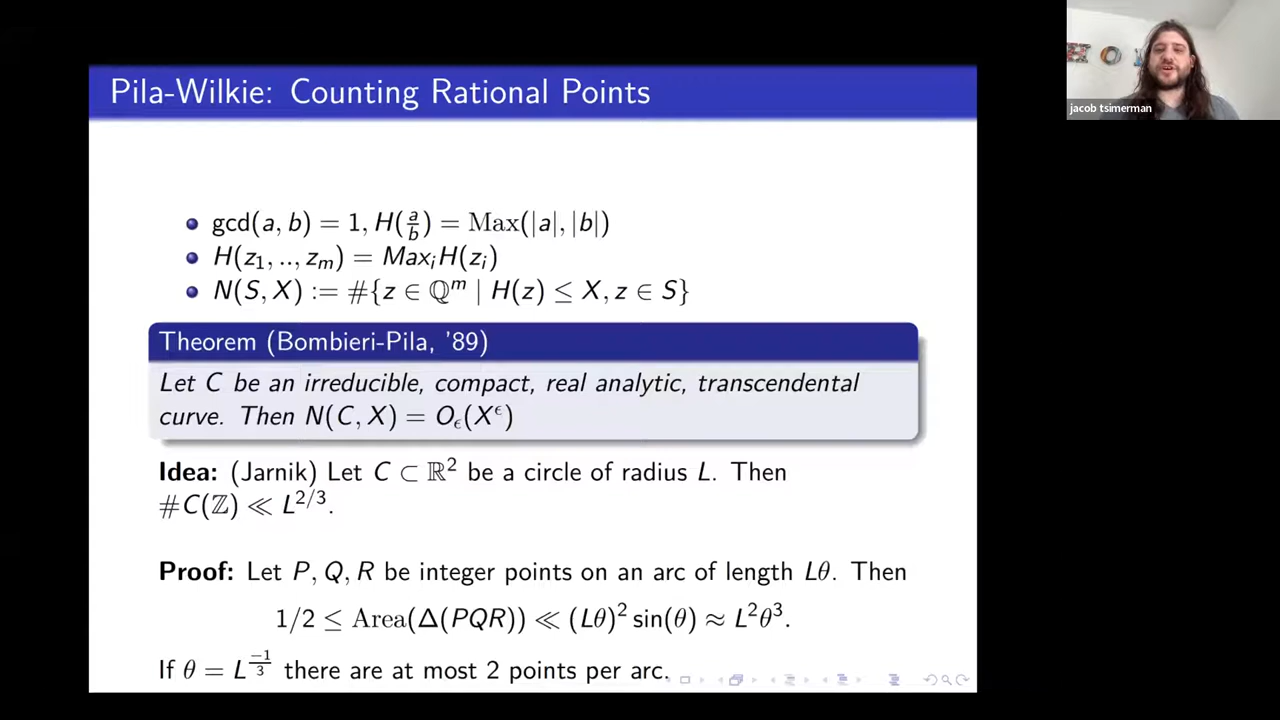 Pila-Wilkie: Counting Rational Points
jacob tsimerman
gcd(a, b) = 1, H(a/b) = Max(|a|, |b|)
H(z₁, .., zₘ) = MaxᵢH(zᵢ)
N(S, X) := #{z ∈ ℚᵐ | H(z) ≤ X, z ∈ S}
Theorem (Bombieri-Pila, '89)
Let C be an irreducible, compact, real analytic, transcendental
curve. Then N(C, X) = O_ϵ(X^ϵ)
Idea: (Jarnik) Let C ⊂ ℝ² be a circle of radius L. Then
#C(ℤ) ≪ L^{2/3}.
Proof: Let P, Q, R be integer points on an arc of length Lθ. Then
1/2 ≤ Area(Δ(PQR)) ≪ (Lθ)² sin(θ) ≈ L²θ³.
If θ = L^{-1/3} there are at most 2 points per arc.